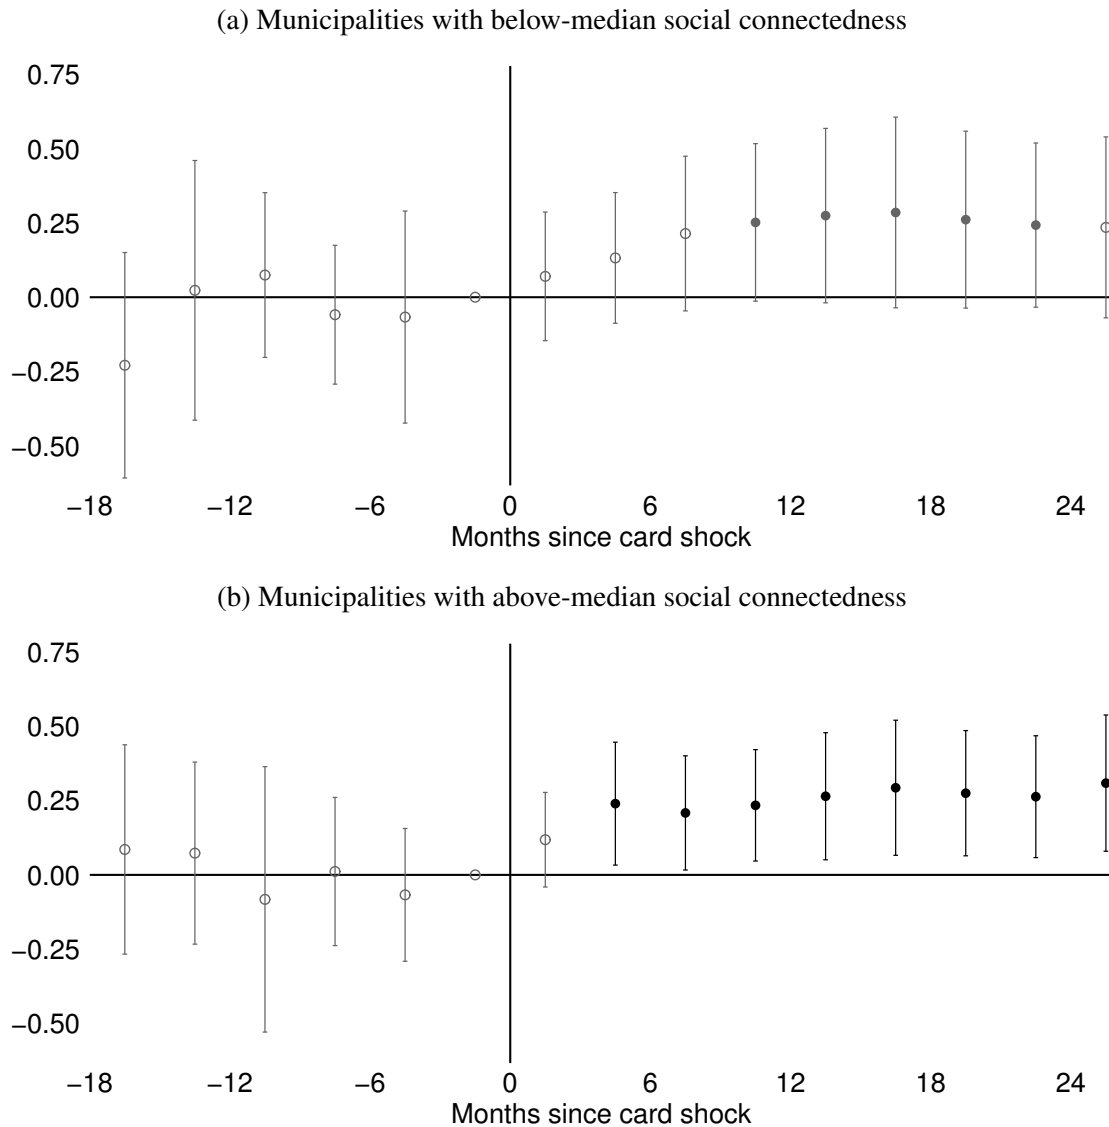 (a) Municipalities with below-median social connectedness
0.75
0.50
0.25
0.00
−0.25
−0.50
−18 −12 −6 0 6 12 18 24
Months since card shock
(b) Municipalities with above-median social connectedness
0.75
0.50
0.25
0.00
−0.25
−0.50
−18 −12 −6 0 6 12 18 24
Months since card shock